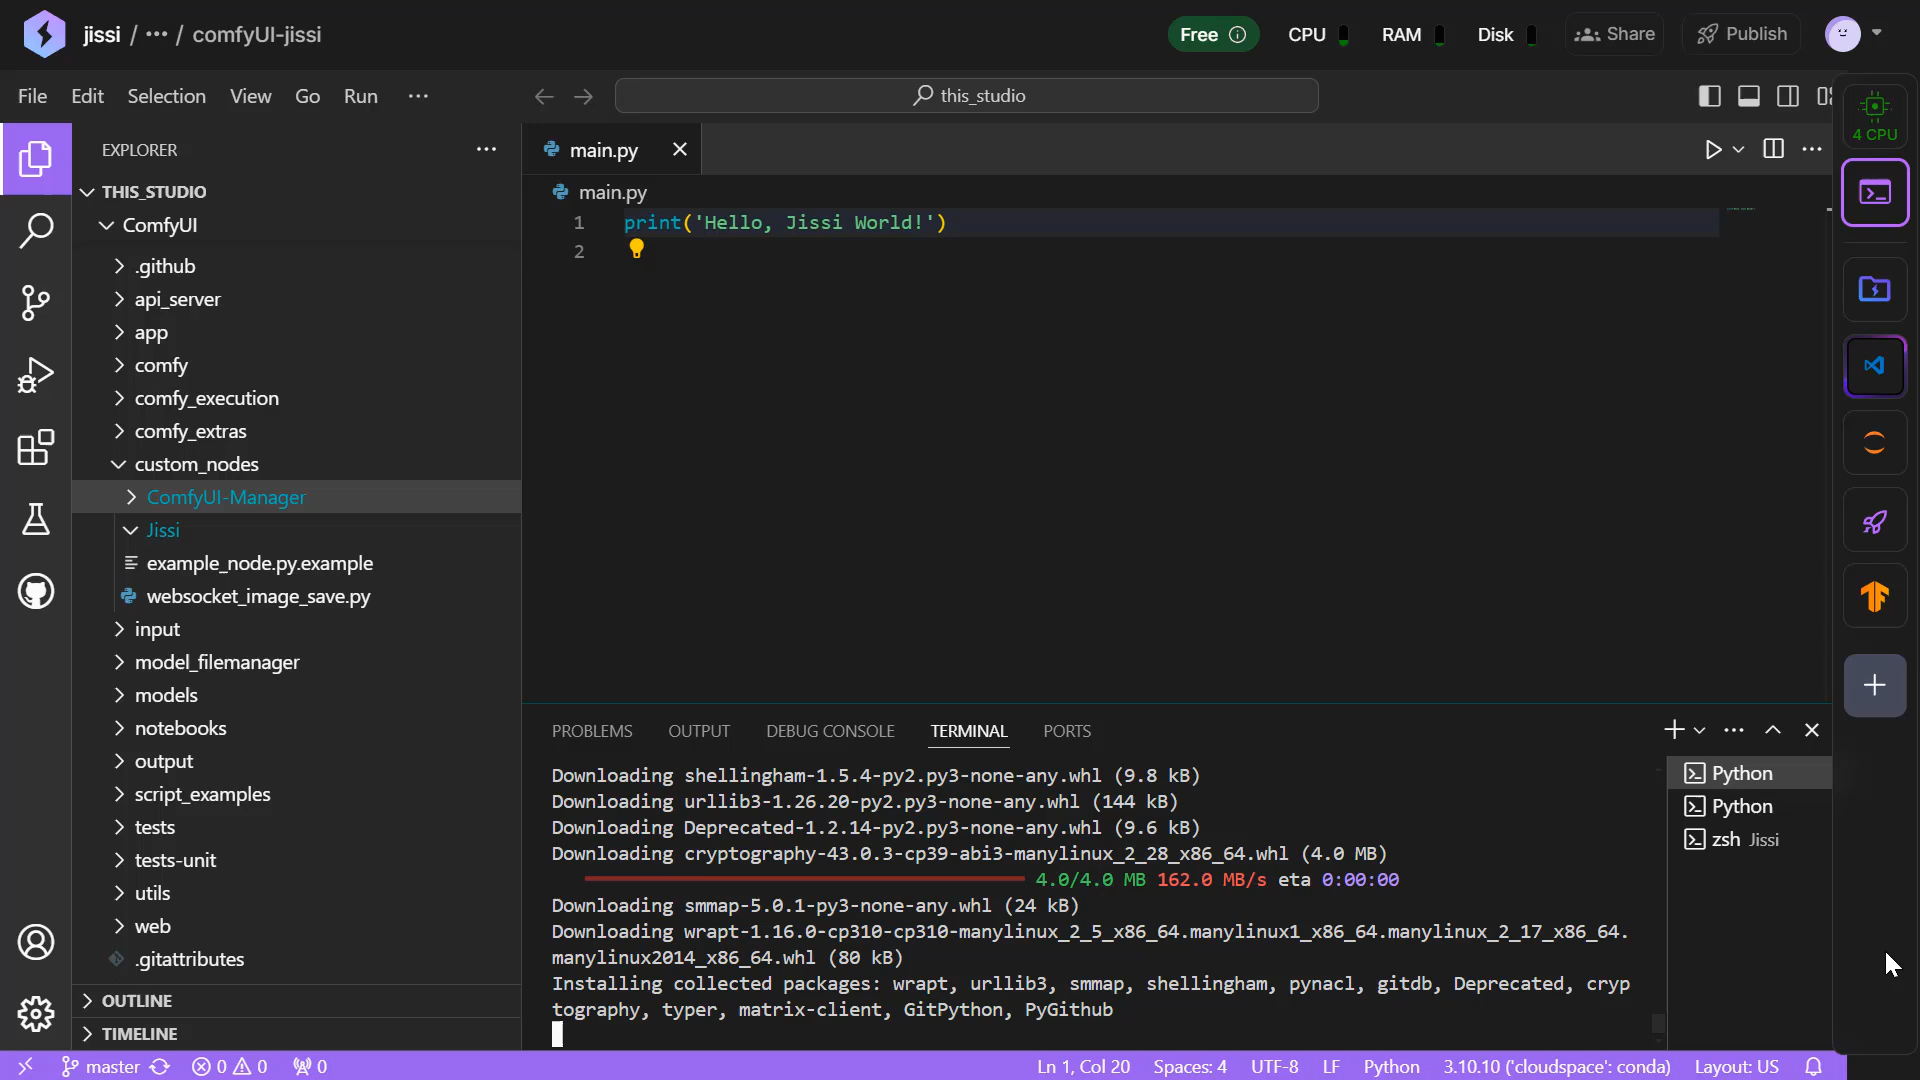 jissi / ··· / comfyUI-jissi
Free CPU RAM Disk Share Publish
File Edit Selection View Go Run ···
this_studio
4 CPU
EXPLORER
THIS_STUDIO
ComfyUI
.github
api_server
app
comfy
comfy_execution
comfy_extras
custom_nodes
ComfyUI-Manager
Jissi
example_node.py.example
websocket_image_save.py
input
model_filemanager
models
notebooks
output
script_examples
tests
tests-unit
utils
web
.gitattributes
OUTLINE
TIMELINE
main.py
main.py
1 print('Hello, Jissi World!')
2
PROBLEMS OUTPUT DEBUG CONSOLE TERMINAL PORTS
Downloading shellingham-1.5.4-py2.py3-none-any.whl (9.8 kB)
Downloading urllib3-1.26.20-py2.py3-none-any.whl (144 kB)
Downloading Deprecated-1.2.14-py2.py3-none-any.whl (9.6 kB)
Downloading cryptography-43.0.3-cp39-abi3-manylinux_2_28_x86_64.whl (4.0 MB)
4.0/4.0 MB 162.0 MB/s eta 0:00:00
Downloading smmap-5.0.1-py3-none-any.whl (24 kB)
Downloading wrapt-1.16.0-cp310-cp310-manylinux_2_5_x86_64.manylinux1_x86_64.manylinux_2_17_x86_64.
manylinux2014_x86_64.whl (80 kB)
Installing collected packages: wrapt, urllib3, smmap, shellingham, pynacl, gitdb, Deprecated, cryp
tography, typer, matrix-client, GitPython, PyGithub
Python
Python
zsh Jissi
master 0 0 0 Ln 1, Col 20 Spaces: 4 UTF-8 LF Python 3.10.10 ('cloudspace': conda) Layout: US